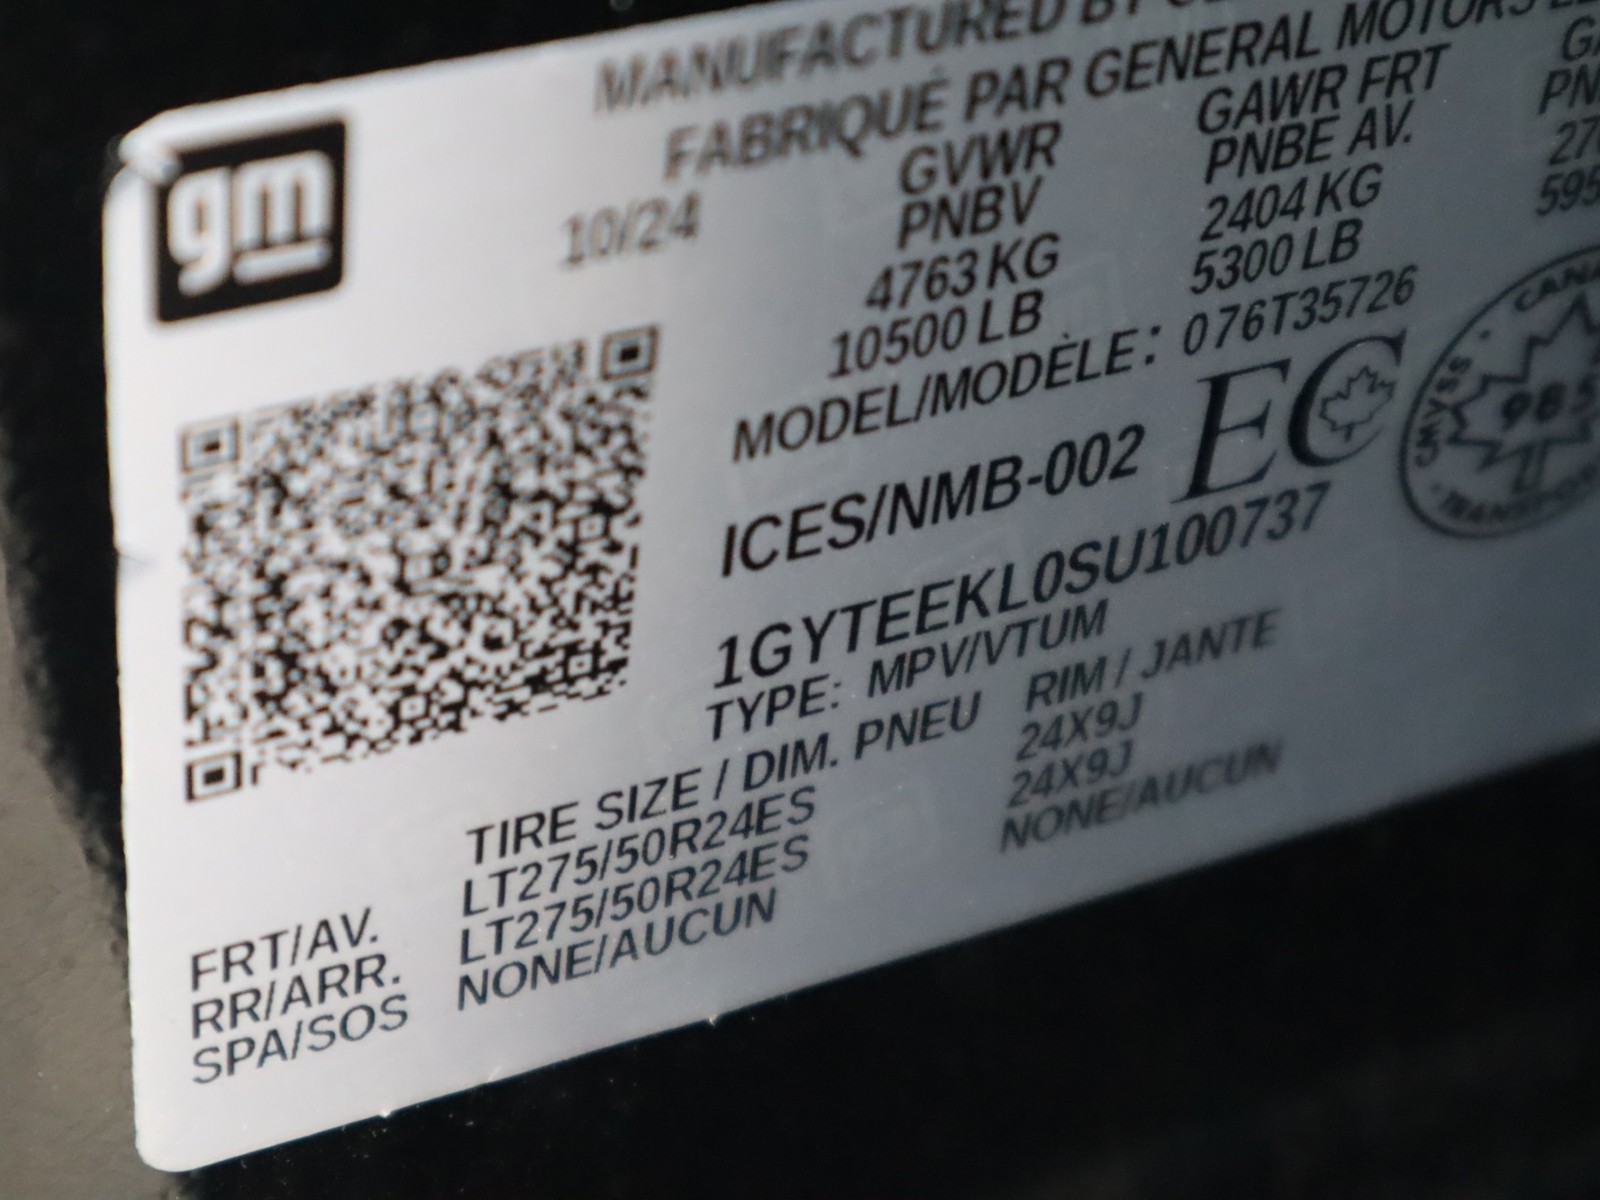 gm
MANUFACTURED BY
FABRIQUÉ PAR GENERAL MOTORS
10/24
GVWR
PNBV
4763 KG
10500 LB
GAWR FRT
PNBE AV.
2404 KG
5300 LB
MODEL/MODÈLE: 076T35726
ICES/NMB-002 EC
CMVSS
1GYTEEKL0SU100737
TYPE: MPV/VTUM
TIRE SIZE / DIM. PNEU RIM / JANTE
FRT/AV. LT275/50R24ES 24X9J
RR/ARR. LT275/50R24ES 24X9J
SPA/SOS NONE/AUCUN NONE/AUCUN